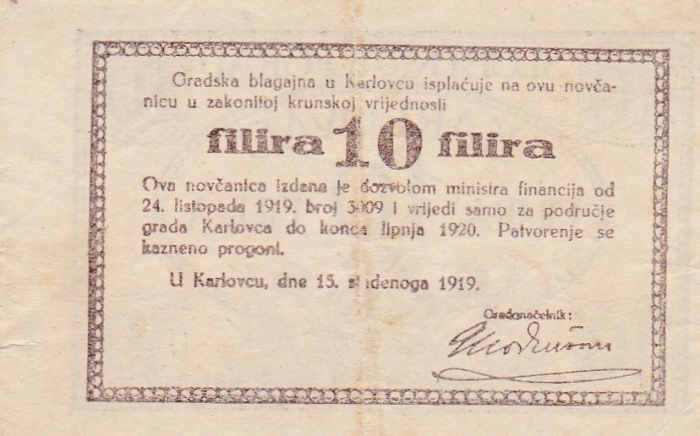 Gradska blagajna u Karlovcu isplaćuje na ovu novča-
nicu u zakonitoj krunskoj vrijednosti
filira 10 filira
Ova novčanica izdana je dozvolom ministra financija od
24. listopada 1919. broj 3009 i vrijedi samo za područje
grada Karlovca do konca lipnja 1920. Patvorenje se
kazneno progoni.
U Karlovcu, dne 15. studenoga 1919.
Gradonačelnik: